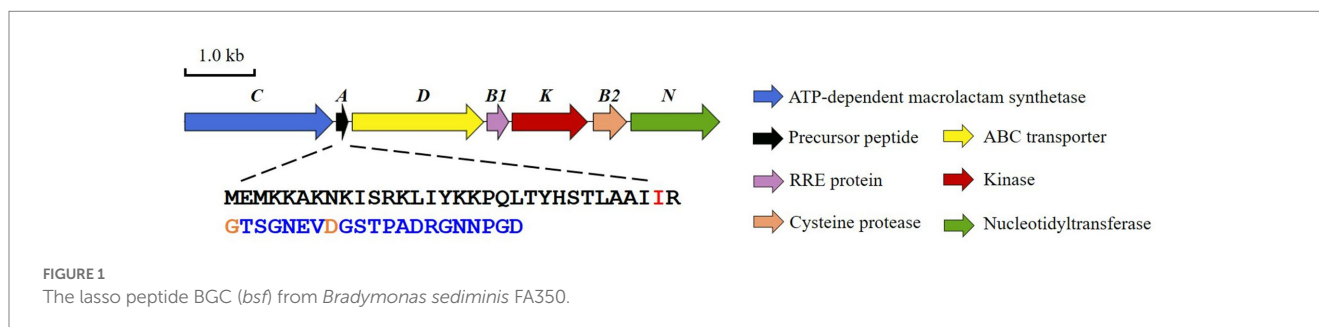 1.0 kb
C A D B1 K B2 N
ATP-dependent macrolactam synthetase
Precursor peptide ABC transporter
RRE protein Kinase
Cysteine protease Nucleotidyltransferase
MEMKKAKNKISRKLIYKKPQLTYHSTLAAIIR
GTSGNEVDGSTPADRGNNPGD
FIGURE 1
The lasso peptide BGC (bsf) from Bradymonas sediminis FA350.